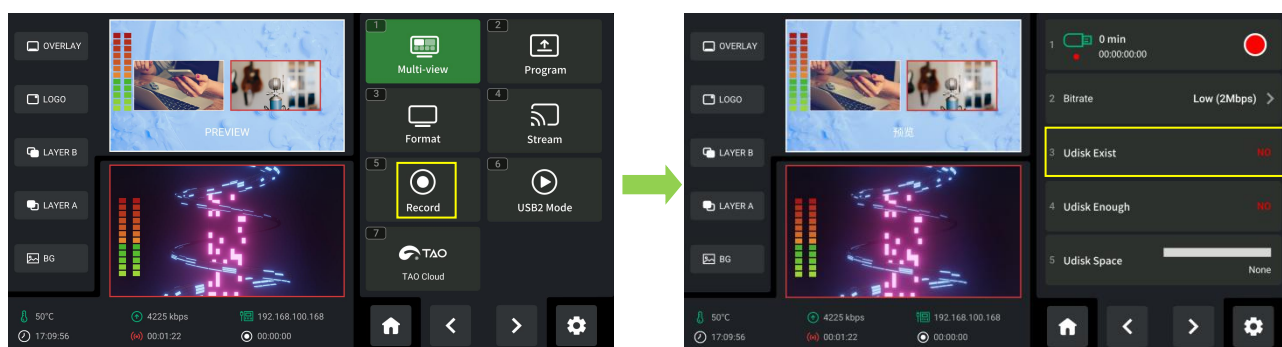 OVERLAY
LOGO
LAYER B
LAYER A
BG
PREVIEW
1
Multi-view
2
Program
3
Format
4
Stream
5
Record
6
USB2 Mode
7
TAO
TAO Cloud
50°C
4225 kbps
192.168.100.168
17:09:56
00:01:22
00:00:00
OVERLAY
LOGO
LAYER B
LAYER A
BG
预览
1 0 min
00:00:00:00
2 Bitrate Low (2Mbps) >
3 Udisk Exist NO
4 Udisk Enough NO
5 Udisk Space
None
50°C
4225 kbps
192.168.100.168
17:09:56
00:01:22
00:00:00